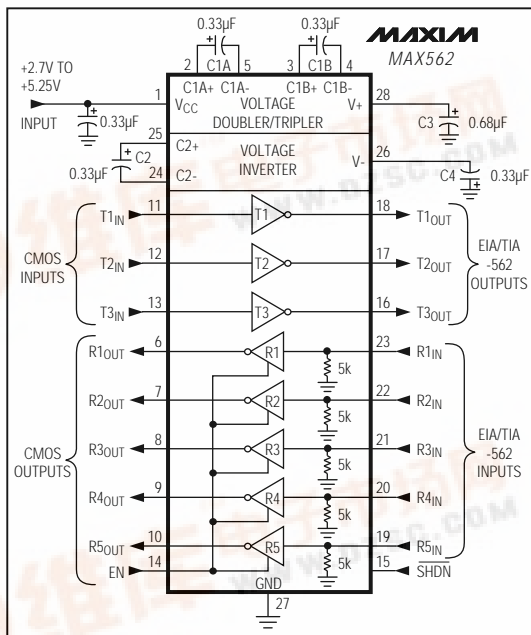 0.33µF 0.33µF
MAXIM
MAX562
2 C1A 5 3 C1B 4
+2.7V TO
+5.25V
INPUT
C1A+ C1A- C1B+ C1B-
1 VCC VOLTAGE DOUBLER/TRIPLER V+ 28
0.33µF
C3 0.68µF
25 C2+ VOLTAGE INVERTER V- 26
C2
0.33µF
24 C2-
C4 0.33µF
T1IN 11 T1 18 T1OUT
CMOS INPUTS
T2IN 12 T2 17 T2OUT
EIA/TIA
-562
OUTPUTS
T3IN 13 T3 16 T3OUT
R1OUT 6 R1 23 R1IN
5k
R2OUT 7 R2 22 R2IN
5k
CMOS OUTPUTS
R3OUT 8 R3 21 R3IN
5k
EIA/TIA
-562
INPUTS
R4OUT 9 R4 20 R4IN
5k
R5OUT 10 R5 19 R5IN
5k
EN 14 15 SHDN
GND
27
WWW.DZSC.COM